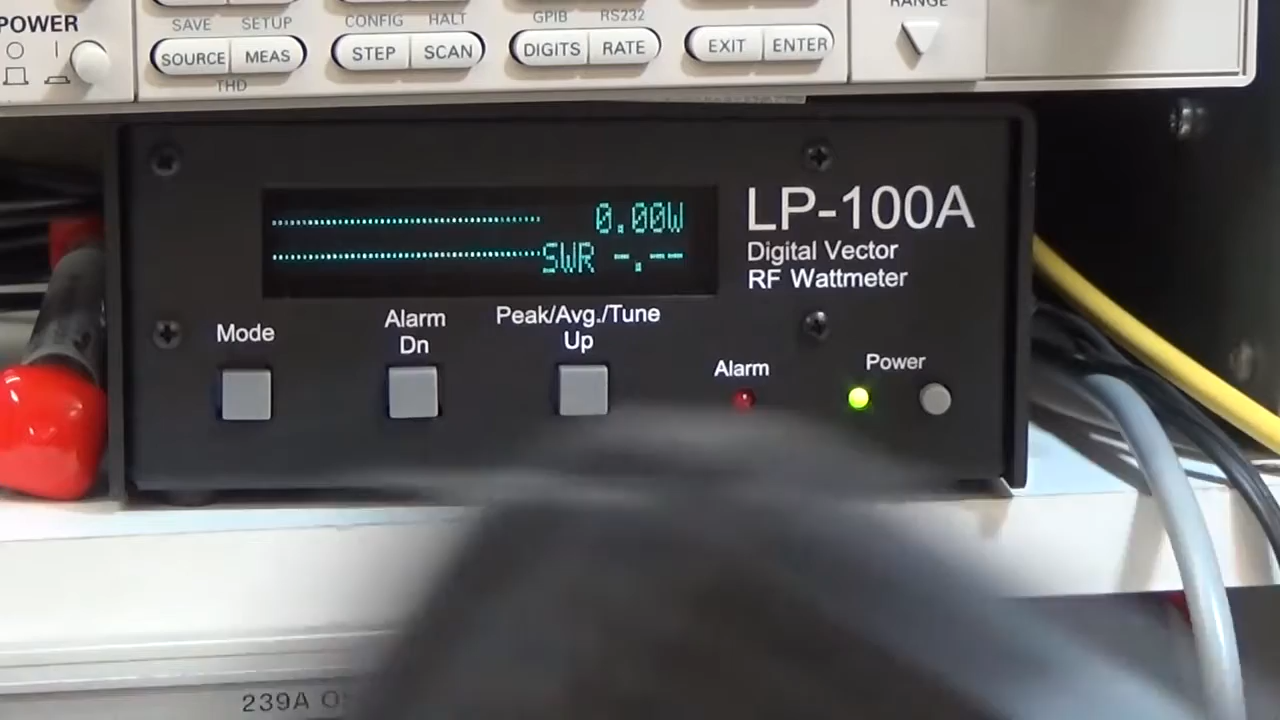 POWER
SAVE SETUP
CONFIG HALT
GPIB RS232
RANGE
SOURCE MEAS
STEP SCAN
DIGITS RATE
EXIT ENTER
THD
0.00W
SWR -.--
LP-100A
Digital Vector
RF Wattmeter
Mode
Alarm
Dn
Peak/Avg./Tune
Up
Alarm
Power
239A